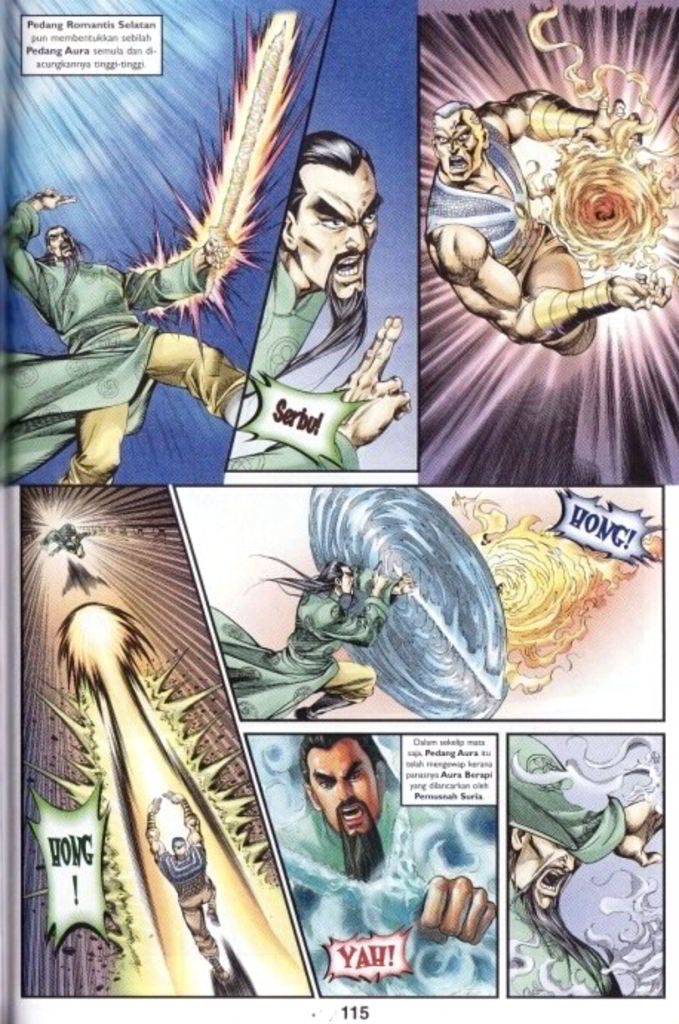 Pedang Romantis Selatan
pun membentukkan sebilah
Pedang Aura semula dan di-
acungkannya tinggi-tinggi.
Serbu!
HONG!
HONG
!
Dalam sekelip mata
saja, Pedang Aura itu
telah mengewap kerana
panasnya Aura Berapi
yang dilancarkan oleh
Pemusnah Suria.
YAH!
115